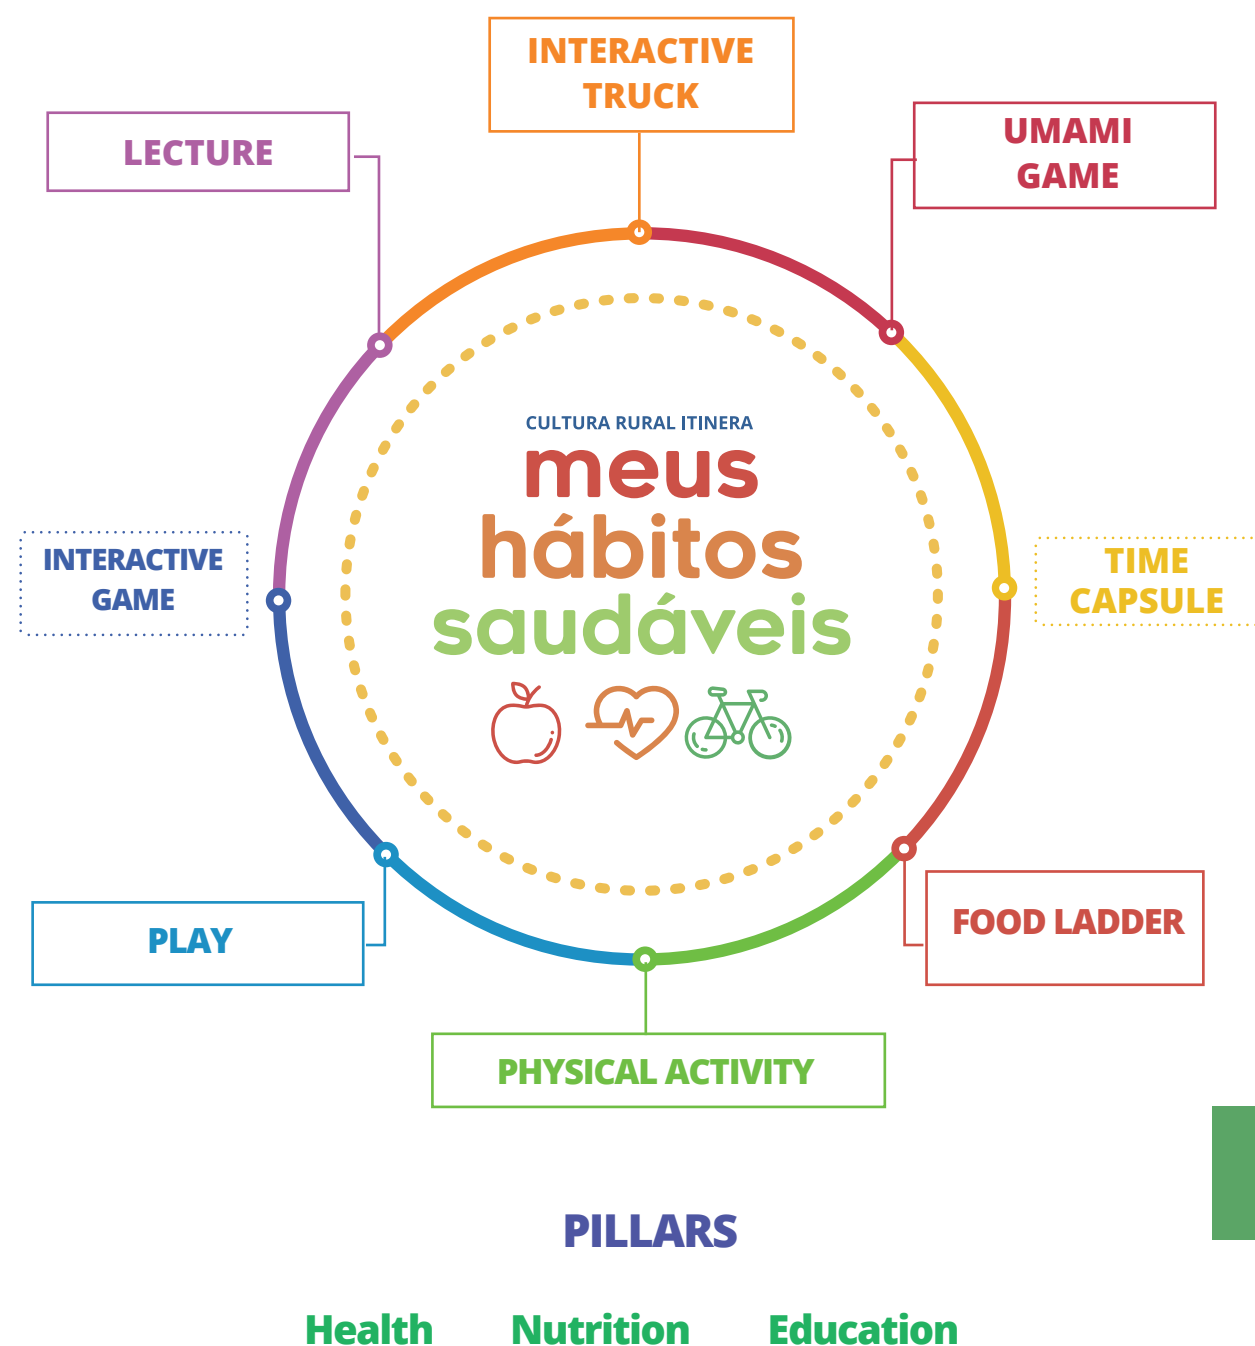 INTERACTIVE
TRUCK
LECTURE
UMAMI
GAME
CULTURA RURAL ITINERA
meus
hábitos
saudáveis
INTERACTIVE
GAME
TIME
CAPSULE
PLAY
FOOD LADDER
PHYSICAL ACTIVITY
PILLARS
Health Nutrition Education